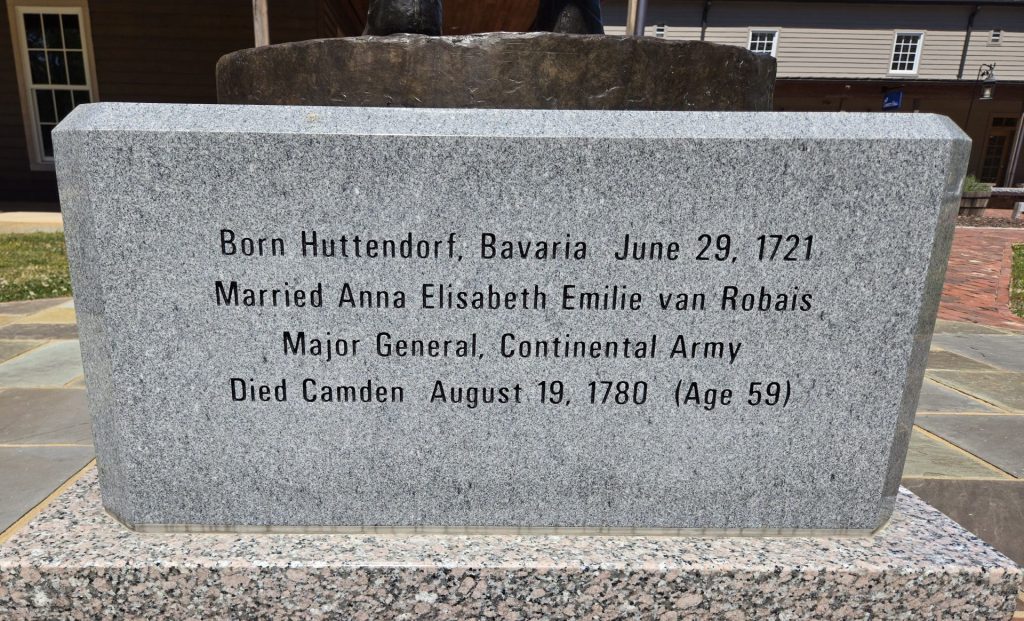 Born Huttendorf, Bavaria June 29, 1721
Married Anna Elisabeth Emilie van Robais
Major General, Continental Army
Died Camden August 19, 1780 (Age 59)